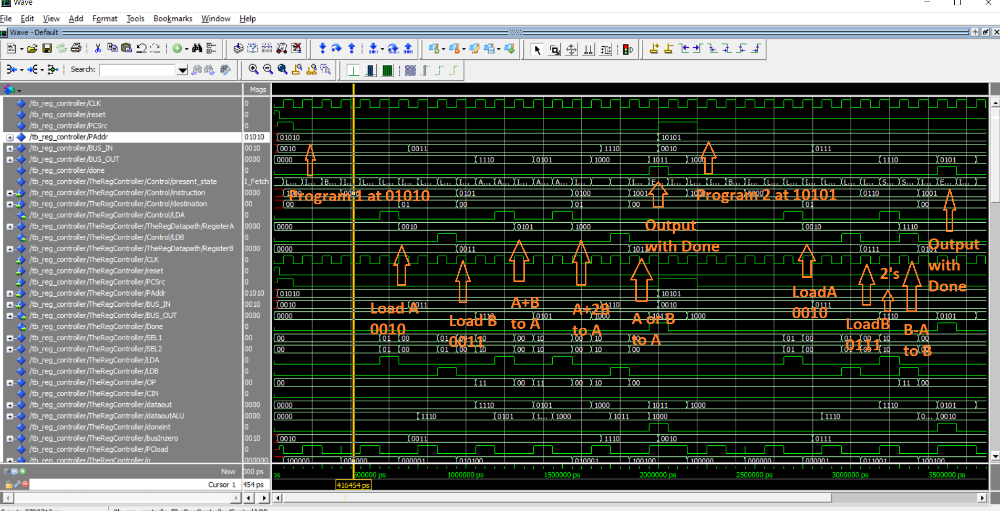 Wave
File Edit View Add Format Tools Bookmarks Window Help
Wave - Default
Search:
Msgs
/tb_reg_controller/CLK 0
/tb_reg_controller/reset 0
/tb_reg_controller/PCSrc 0
/tb_reg_controller/PAddr 01010 01010 10101
/tb_reg_controller/BUS_IN 0010 0010 0011 1110 0010 0111
/tb_reg_controller/BUS_OUT 0000 0000 1110 0101 1000 1011 1000 1110 0101
/tb_reg_controller/done 0
/tb_reg_controller/TheRegController/Control/present_state I_Fetch L... I... B... I... L... L... I... L... L... I... A... A... I... A... A... I... I... E... I... L... I... B... I... L... L... I... L... L... I... S... S... I... E... I...
/tb_reg_controller/TheRegController/Control/instruction 0000 0101 0100 1001 0110 1001
/tb_reg_controller/TheRegController/Control/destination 00 00 01 00 01 00 01 00
/tb_reg_controller/TheRegController/Control/LDA 0
/tb_reg_controller/TheRegController/TheRegDatapath/RegisterA 0000 0000 0010 0101 1000 0010 1110
/tb_reg_controller/TheRegController/Control/LDB 0
/tb_reg_controller/TheRegController/TheRegDatapath/RegisterB 0000 0000 0011 1011 0111 0101
/tb_reg_controller/TheRegController/CLK 0
/tb_reg_controller/TheRegController/reset 0
/tb_reg_controller/TheRegController/PCSrc 0
/tb_reg_controller/TheRegController/PAddr 01010 01010 10101
/tb_reg_controller/TheRegController/BUS_IN 0010 0010 0011 1110 0010 0111
/tb_reg_controller/TheRegController/BUS_OUT 0000 0000 1110 0101 1000 1011 1000 1110 0101
/tb_reg_controller/TheRegController/Done 0
/tb_reg_controller/TheRegController/SEL1 00 00 01 00 01 00 10 00 10 00 10 00 01 00 01 00 10 00
/tb_reg_controller/TheRegController/SEL2 00 00 01 00 01 00 10 00 10 00 10 00 01 00 01 00 10 00
/tb_reg_controller/TheRegController/LDA 0
/tb_reg_controller/TheRegController/LDB 0
/tb_reg_controller/TheRegController/OP 00 00 11 00 11 00 10 00 11 00
/tb_reg_controller/TheRegController/CIN 0
/tb_reg_controller/TheRegController/dataout 0000 0000 1110 0101 1000 1011 1000 1110 0101
/tb_reg_controller/TheRegController/dataoutALU 0000 0000 1110 0101 1... 1000 1011 1000 1110 0... 0010
/tb_reg_controller/TheRegController/doneint 0
/tb_reg_controller/TheRegController/busInzero 0010 0010 0011 1110 0010 0111
/tb_reg_controller/TheRegController/PCload 0
/tb_reg_controller/TheRegController/q 000000 100000 000000 000001 010100 010001 100100 100000 000000 000001 011001 100100
Program 1 at 01010
Program 2 at 10101
Output
with Done
Output
with
Done
Load A
0010
Load B
0011
A+B
to A
A+2B
to A
A or B
to A
LoadA
0010
LoadB
0111
2's
B-A
to B
Now 000 ps
ps 500000 ps 1000000 ps 1500000 ps 2000000 ps 2500000 ps 3000000 ps 3500000 ps
Cursor 1 454 ps
416454 ps